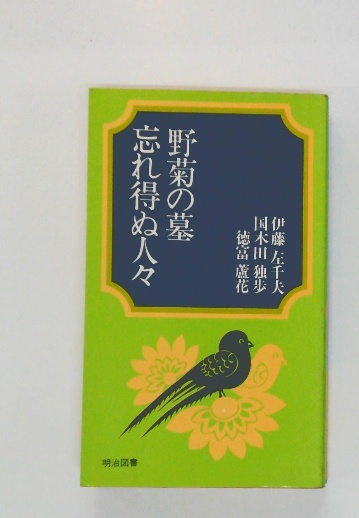 野菊の墓
忘れ得ぬ人々
伊藤 左千夫
国木田 独歩
徳富 蘆花
明治図書